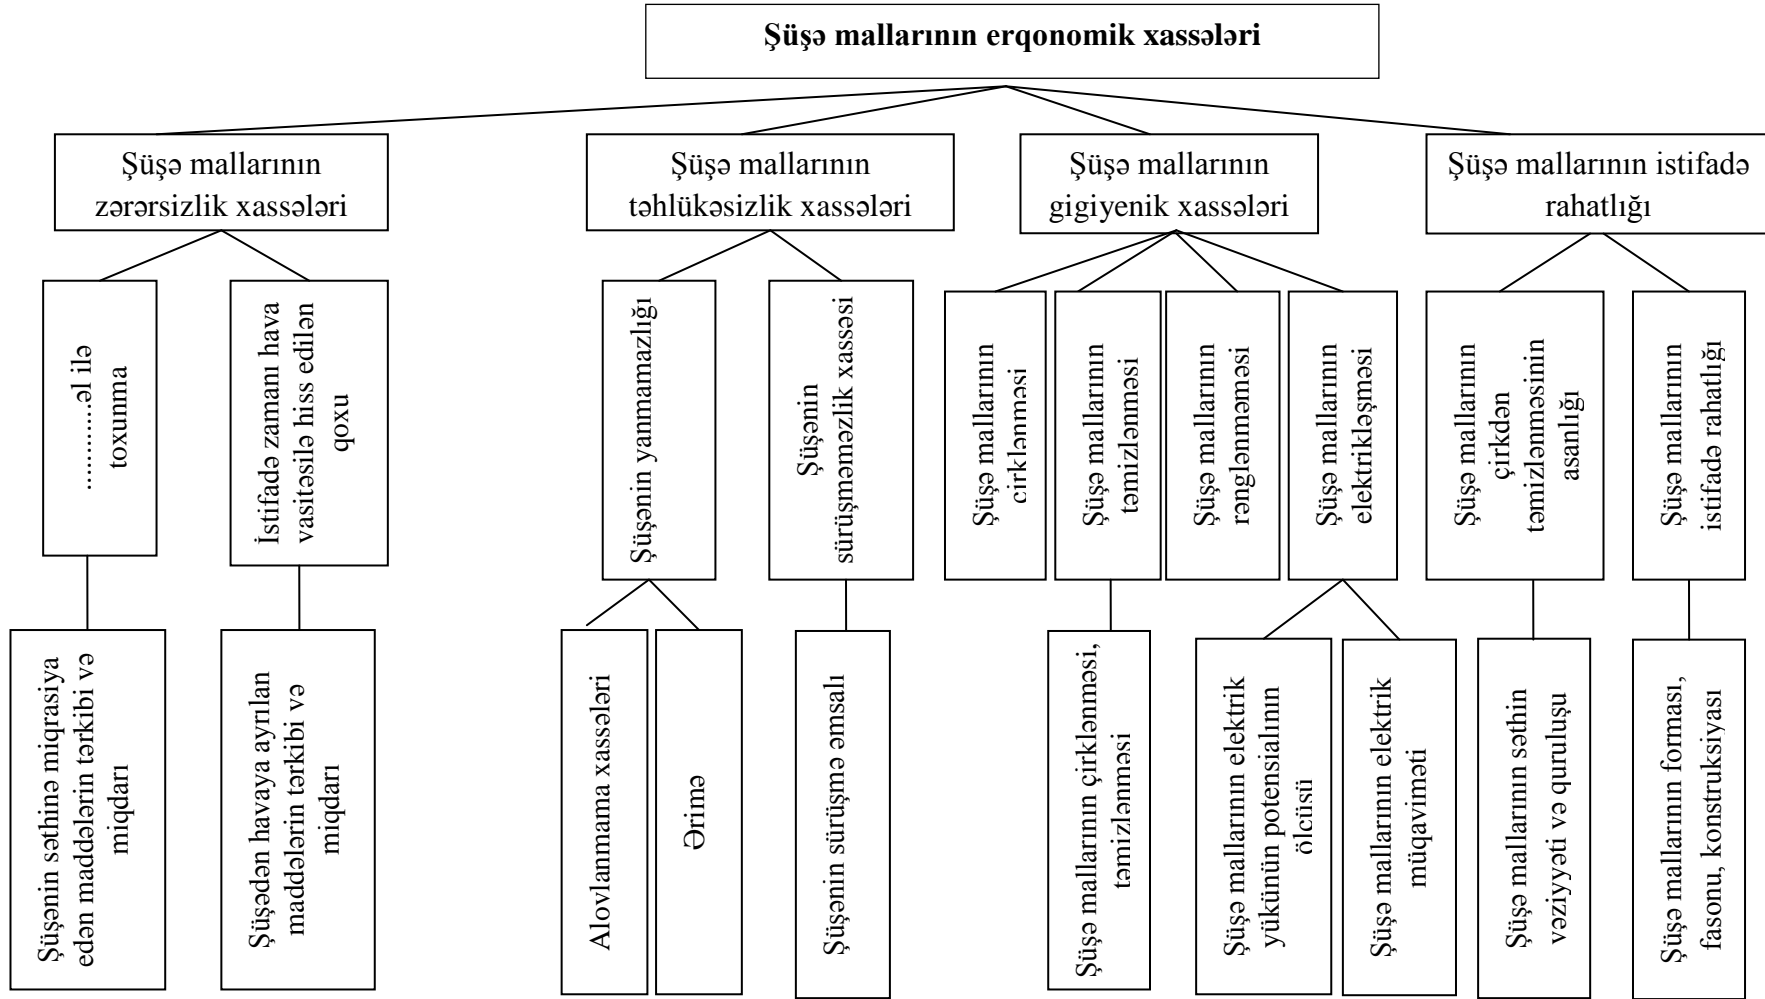 Şüşə mallarının erqonomik xassələri
Şüşə mallarının
zərərsizlik xassələri
Şüşə mallarının
təhlükəsizlik xassələri
Şüşə mallarının
gigiyenik xassələri
Şüşə mallarının istifadə
rahatlığı
.............əl ilə
toxunma
İstifadə zamanı hava
vasitəsilə hiss edilən
qoxu
Şüşənin yanmamazlığı
Şüşənin
sürüşməməzlik xassəsi
Şüşə mallarının
çirklənməsi
Şüşə mallarının
təmizlənməsi
Şüşə mallarının
rənglənməməsi
Şüşə mallarının
elektrikləşməsi
Şüşə mallarının
çirkdən
təmizlənməsinin
asanlığı
Şüşə mallarının
istifadə rahatlığı
Şüşənin səthinə miqrasiya
edən maddələrin tərkibi və
miqdarı
Şüşədən havaya ayrılan
maddələrin tərkibi və
miqdarı
Alovlanmama xassələri
Ərimə
Şüşənin sürüşmə əmsalı
Şüşə mallarının çirklənməsi,
təmizlənməsi
Şüşə mallarının elektrik
yükünün potensialının
ölçüsü
Şüşə mallarının elektrik
müqaviməti
Şüşə mallarının səthin
vəziyyəti və quruluşu
Şüşə mallarının forması,
fasonu, konstruksiyası